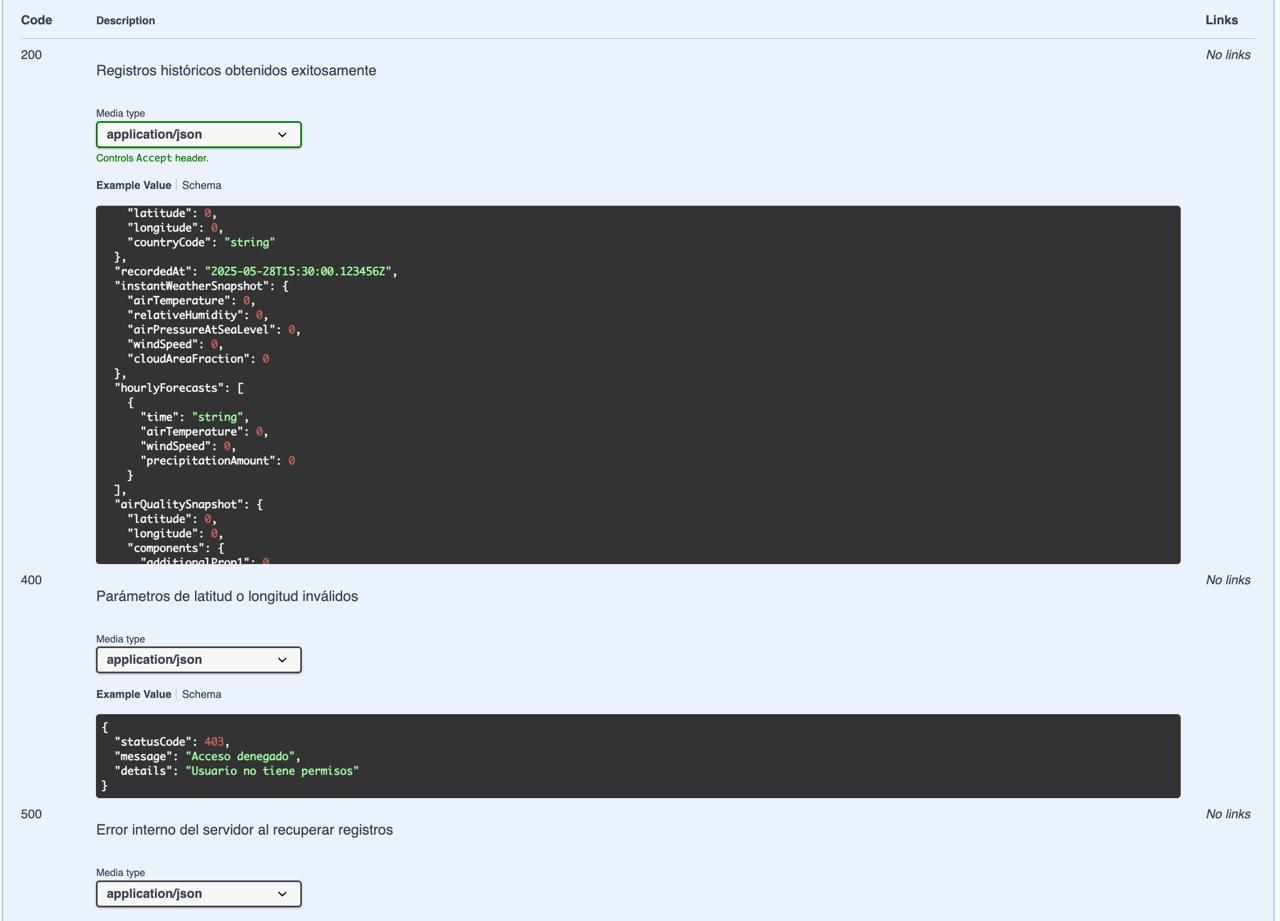 Code Description Links
200 No links
Registros históricos obtenidos exitosamente
Media type
application/json
Controls Accept header.
Example Value Schema
"latitude": 0,
"longitude": 0,
"countryCode": "string"
},
"recordedAt": "2025-05-28T15:30:00.123456Z",
"instantWeatherSnapshot": {
"airTemperature": 0,
"relativeHumidity": 0,
"airPressureAtSeaLevel": 0,
"windSpeed": 0,
"cloudAreaFraction": 0
},
"hourlyForecasts": [
{
"time": "string",
"airTemperature": 0,
"windSpeed": 0,
"precipitationAmount": 0
}
],
"airQualitySnapshot": {
"latitude": 0,
"longitude": 0,
"components": {
"additionalProp1": 0
400 No links
Parámetros de latitud o longitud inválidos
Media type
application/json
Example Value Schema
{
"statusCode": 403,
"message": "Acceso denegado",
"details": "Usuario no tiene permisos"
}
500 No links
Error interno del servidor al recuperar registros
Media type
application/json